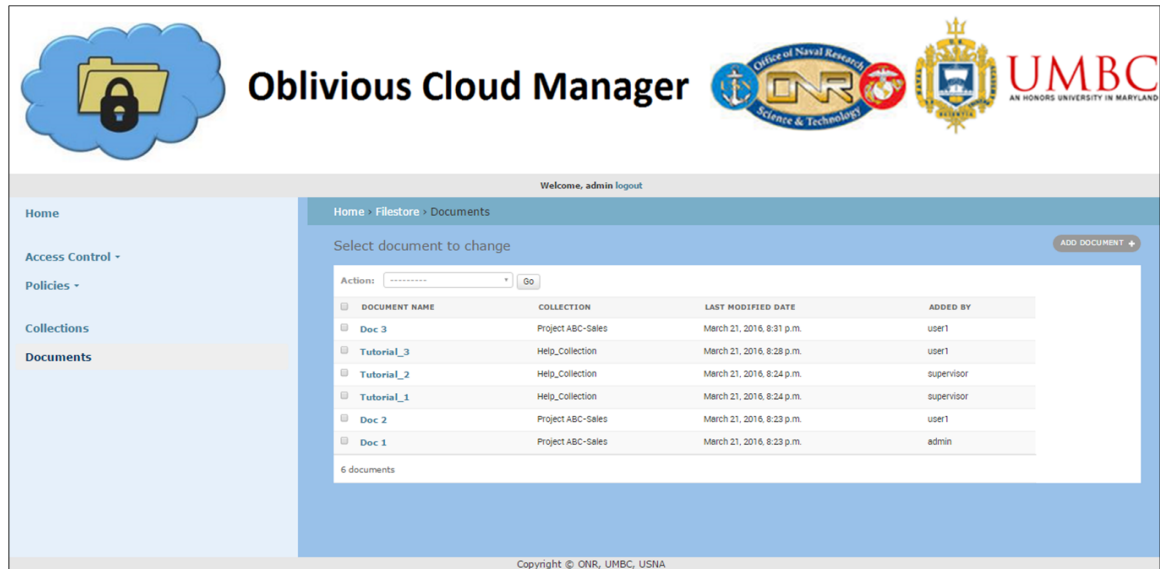 Oblivious Cloud Manager
Office of Naval Research
ONR
Science & Technology
UMBC
AN HONORS UNIVERSITY IN MARYLAND
Welcome, admin logout
Home
Access Control
Policies
Collections
Documents
Home › Filestore › Documents
Select document to change
ADD DOCUMENT +
Action: --------- Go
DOCUMENT NAME COLLECTION LAST MODIFIED DATE ADDED BY
Doc 3 Project ABC-Sales March 21, 2016, 8:31 p.m. user1
Tutorial_3 Help_Collection March 21, 2016, 8:28 p.m. user1
Tutorial_2 Help_Collection March 21, 2016, 8:24 p.m. supervisor
Tutorial_1 Help_Collection March 21, 2016, 8:24 p.m. supervisor
Doc 2 Project ABC-Sales March 21, 2016, 8:23 p.m. user1
Doc 1 Project ABC-Sales March 21, 2016, 8:23 p.m. admin
6 documents
Copyright © ONR, UMBC, USNA